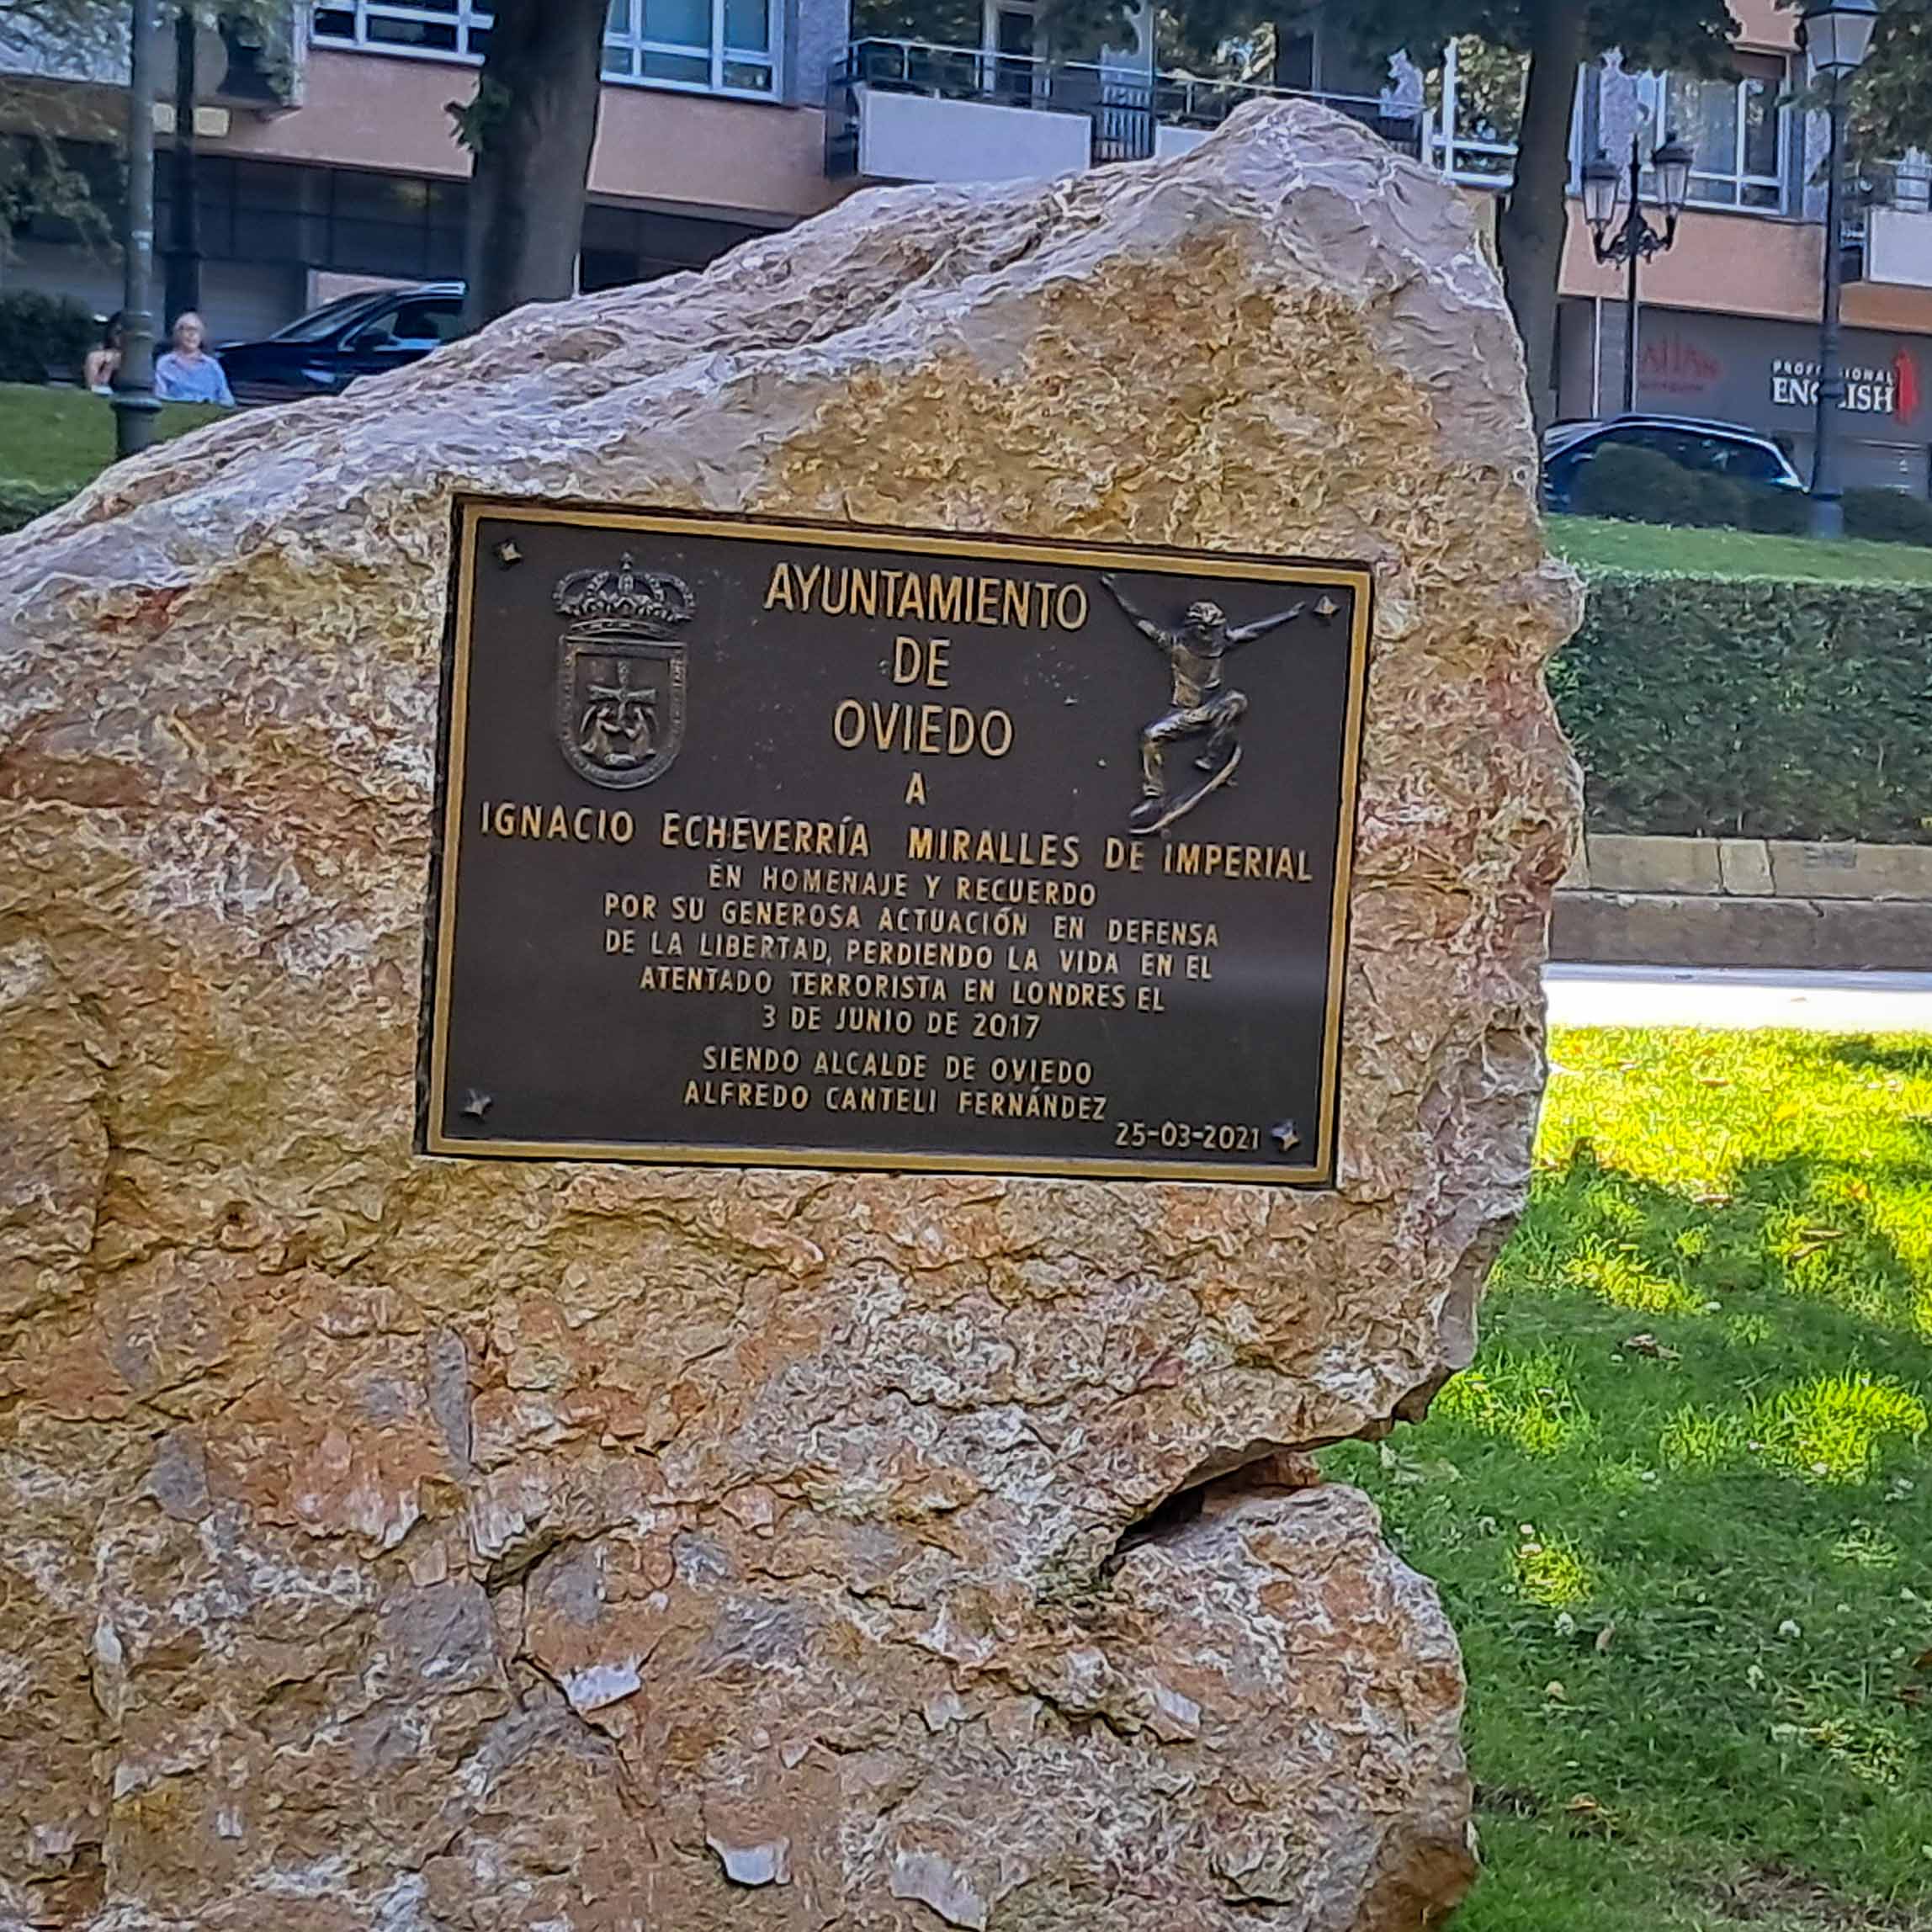 AYUNTAMIENTO
DE
OVIEDO
A
IGNACIO ECHEVERRÍA MIRALLES DE IMPERIAL
EN HOMENAJE Y RECUERDO
POR SU GENEROSA ACTUACIÓN EN DEFENSA
DE LA LIBERTAD, PERDIENDO LA VIDA EN EL
ATENTADO TERRORISTA EN LONDRES EL
3 DE JUNIO DE 2017
SIENDO ALCALDE DE OVIEDO
ALFREDO CANTELI FERNÁNDEZ
25-03-2021
PROFESSIONAL
ENGLISH